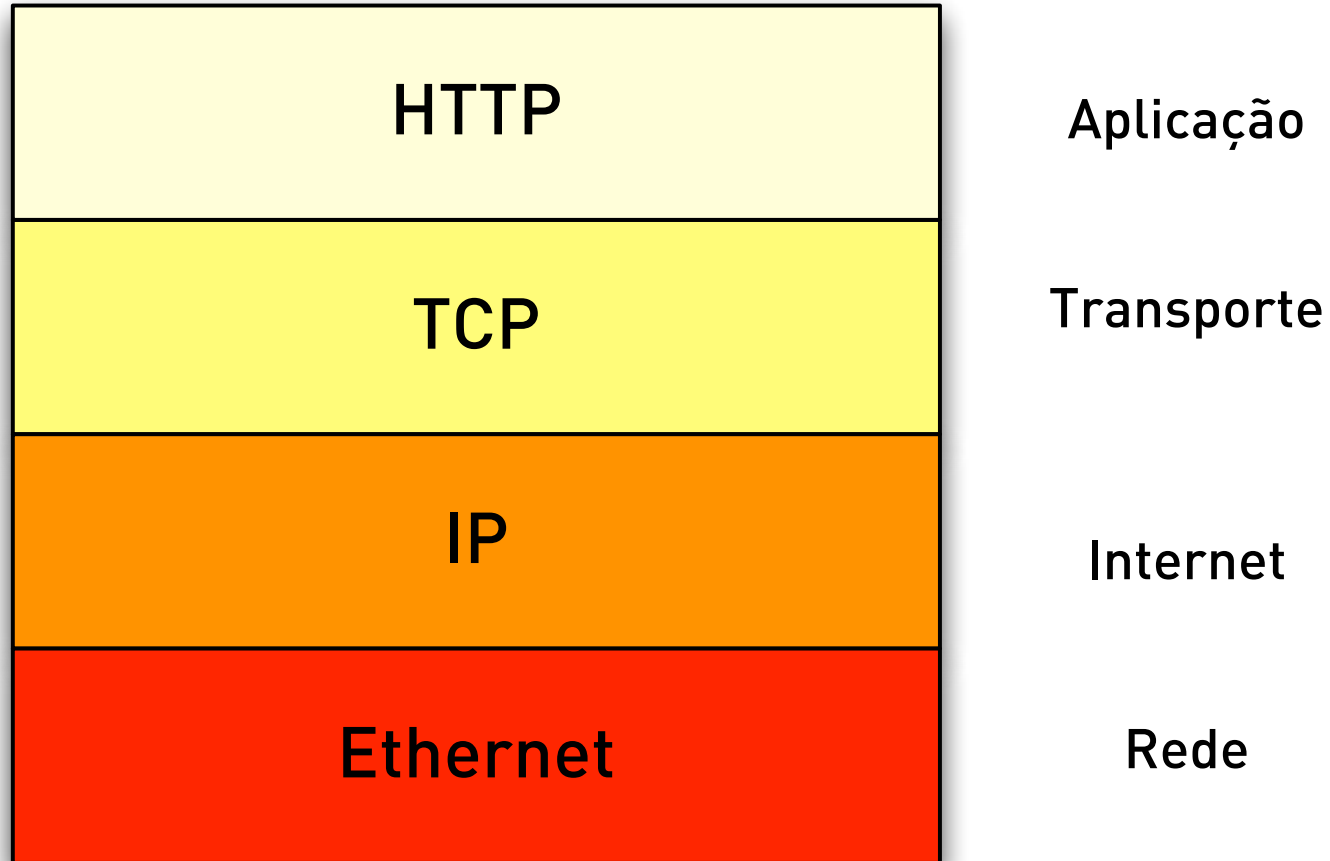 HTTP
Aplicação
TCP
Transporte
IP
Internet
Ethernet
Rede